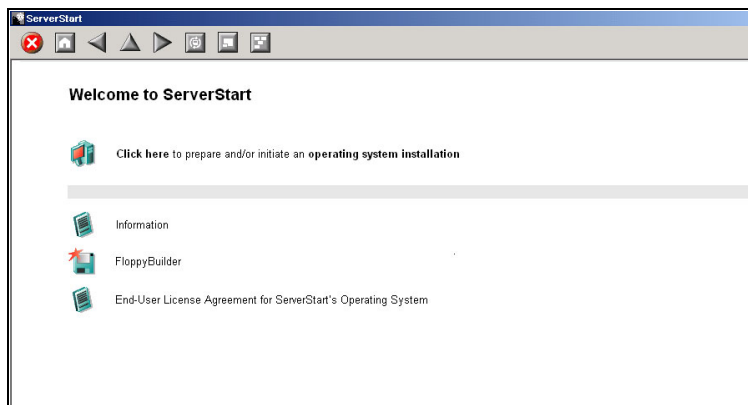 ServerStart
Welcome to ServerStart
Click here to prepare and/or initiate an operating system installation
Information
FloppyBuilder
End-User License Agreement for ServerStart's Operating System